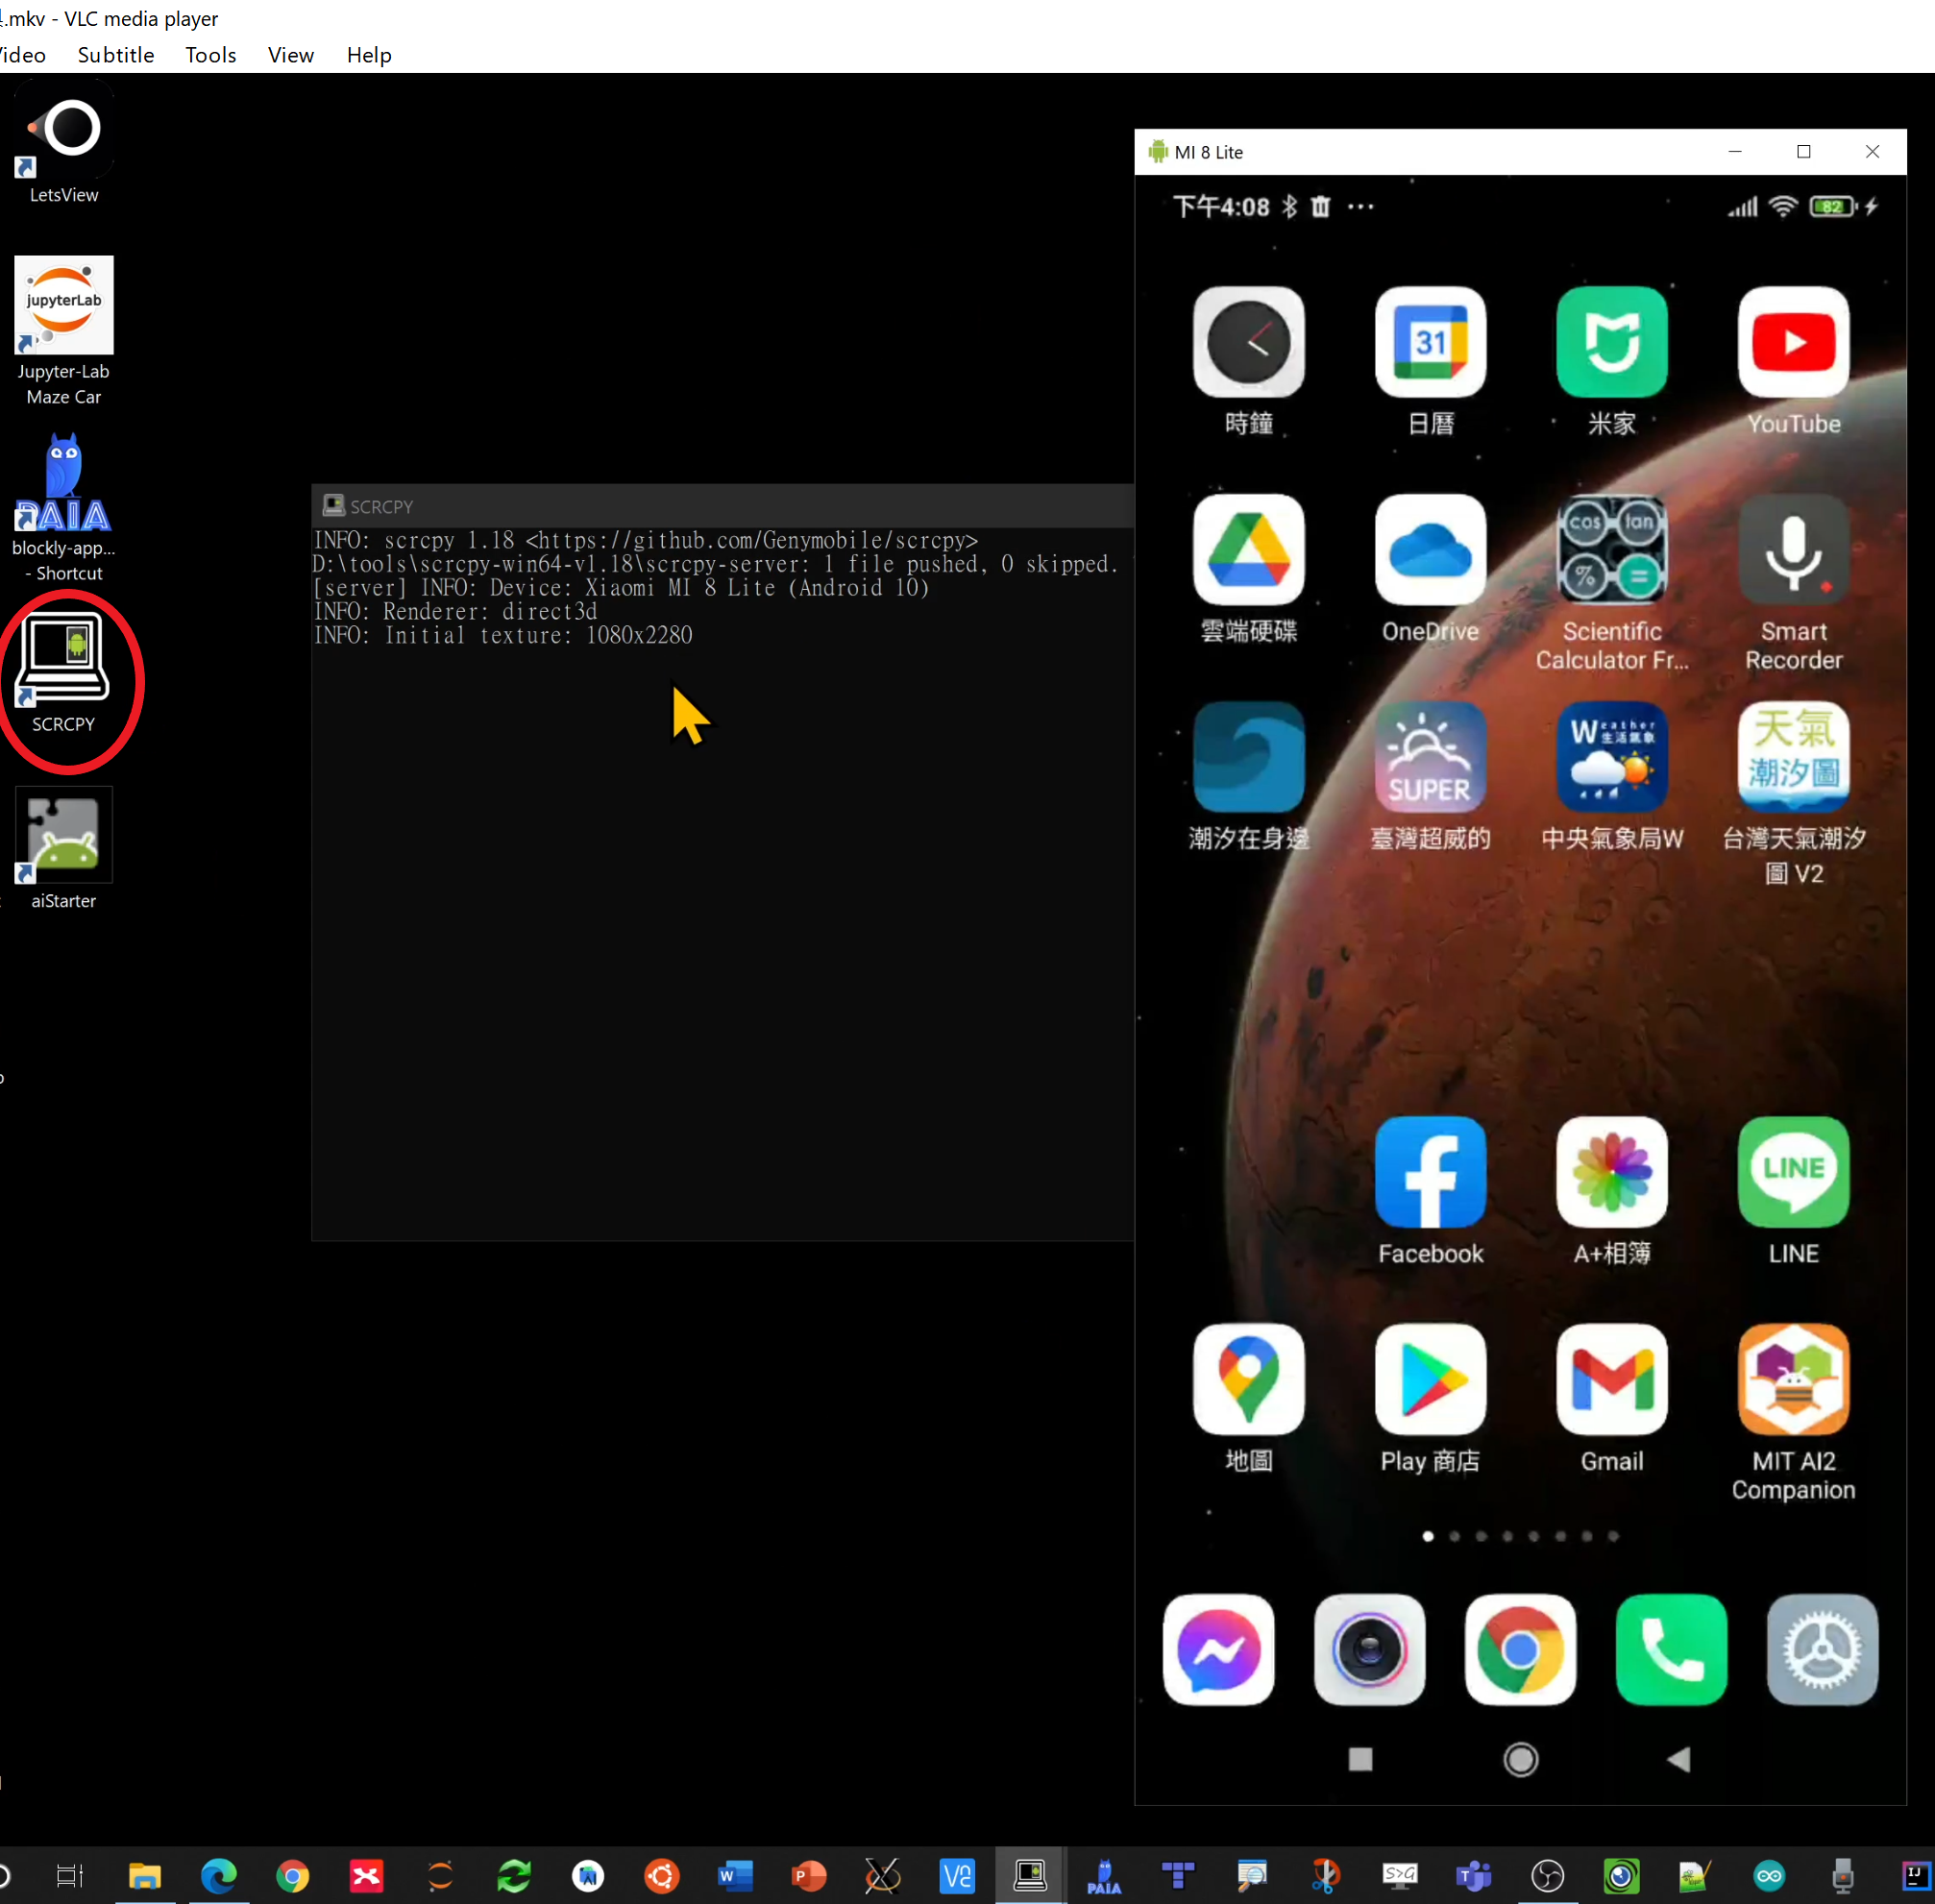 .mkv - VLC media player
Video Subtitle Tools View Help
LetsView
jupyterLab
Jupyter-Lab
Maze Car
PAIA
blockly-app...
- Shortcut
SCRCPY
aiStarter
SCRCPY
INFO: scrcpy 1.18 <https://github.com/Genymobile/scrcpy>
D:\tools\scrcpy-win64-v1.18\scrcpy-server: 1 file pushed, 0 skipped.
[server] INFO: Device: Xiaomi MI 8 Lite (Android 10)
INFO: Renderer: direct3d
INFO: Initial texture: 1080x2280
MI 8 Lite
下午4:08 82
31
時鐘 日曆 米家 YouTube
cos tan
% =
雲端硬碟 OneDrive Scientific
Calculator Fr...
Smart
Recorder
SUPER
Weather
生活氣象
天氣
潮汐圖
潮汐在身邊 臺灣超威的 中央氣象局W 台灣天氣潮汐
圖 V2
LINE
Facebook A+相簿 LINE
地圖 Play 商店 Gmail MIT AI2
Companion
W P PAIA S>G T IJ